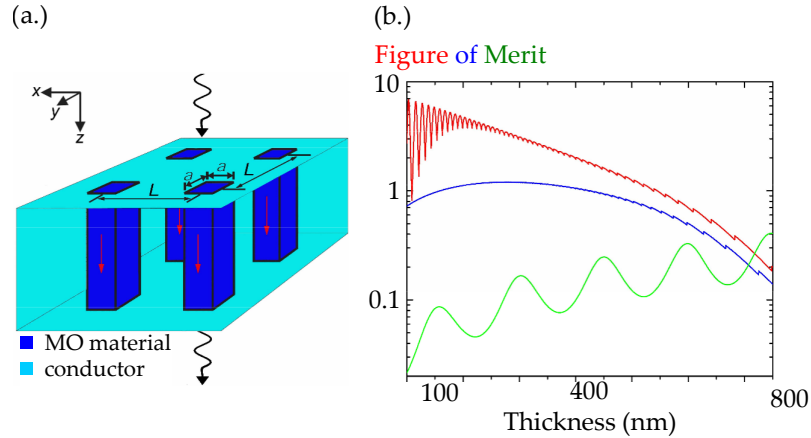 (a.)
x
y
z
a
a
L
L
MO material
conductor
(b.)
Figure of Merit
10
1
0.1
100
400
800
Thickness (nm)